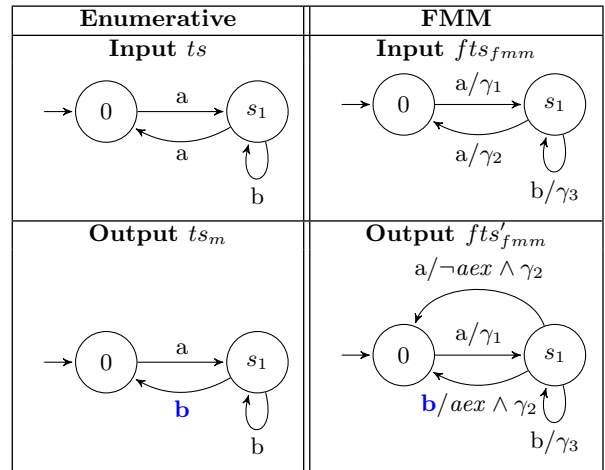 Enumerative FMM
Input ts Input fts_fmm
0 a s₁ a
b
0 a/γ₁ s₁ a/γ₂
b/γ₃
Output ts_m Output fts′_fmm
0 a s₁
b
b
a/¬aex ∧ γ₂
0 a/γ₁ s₁
b/aex ∧ γ₂
b/γ₃